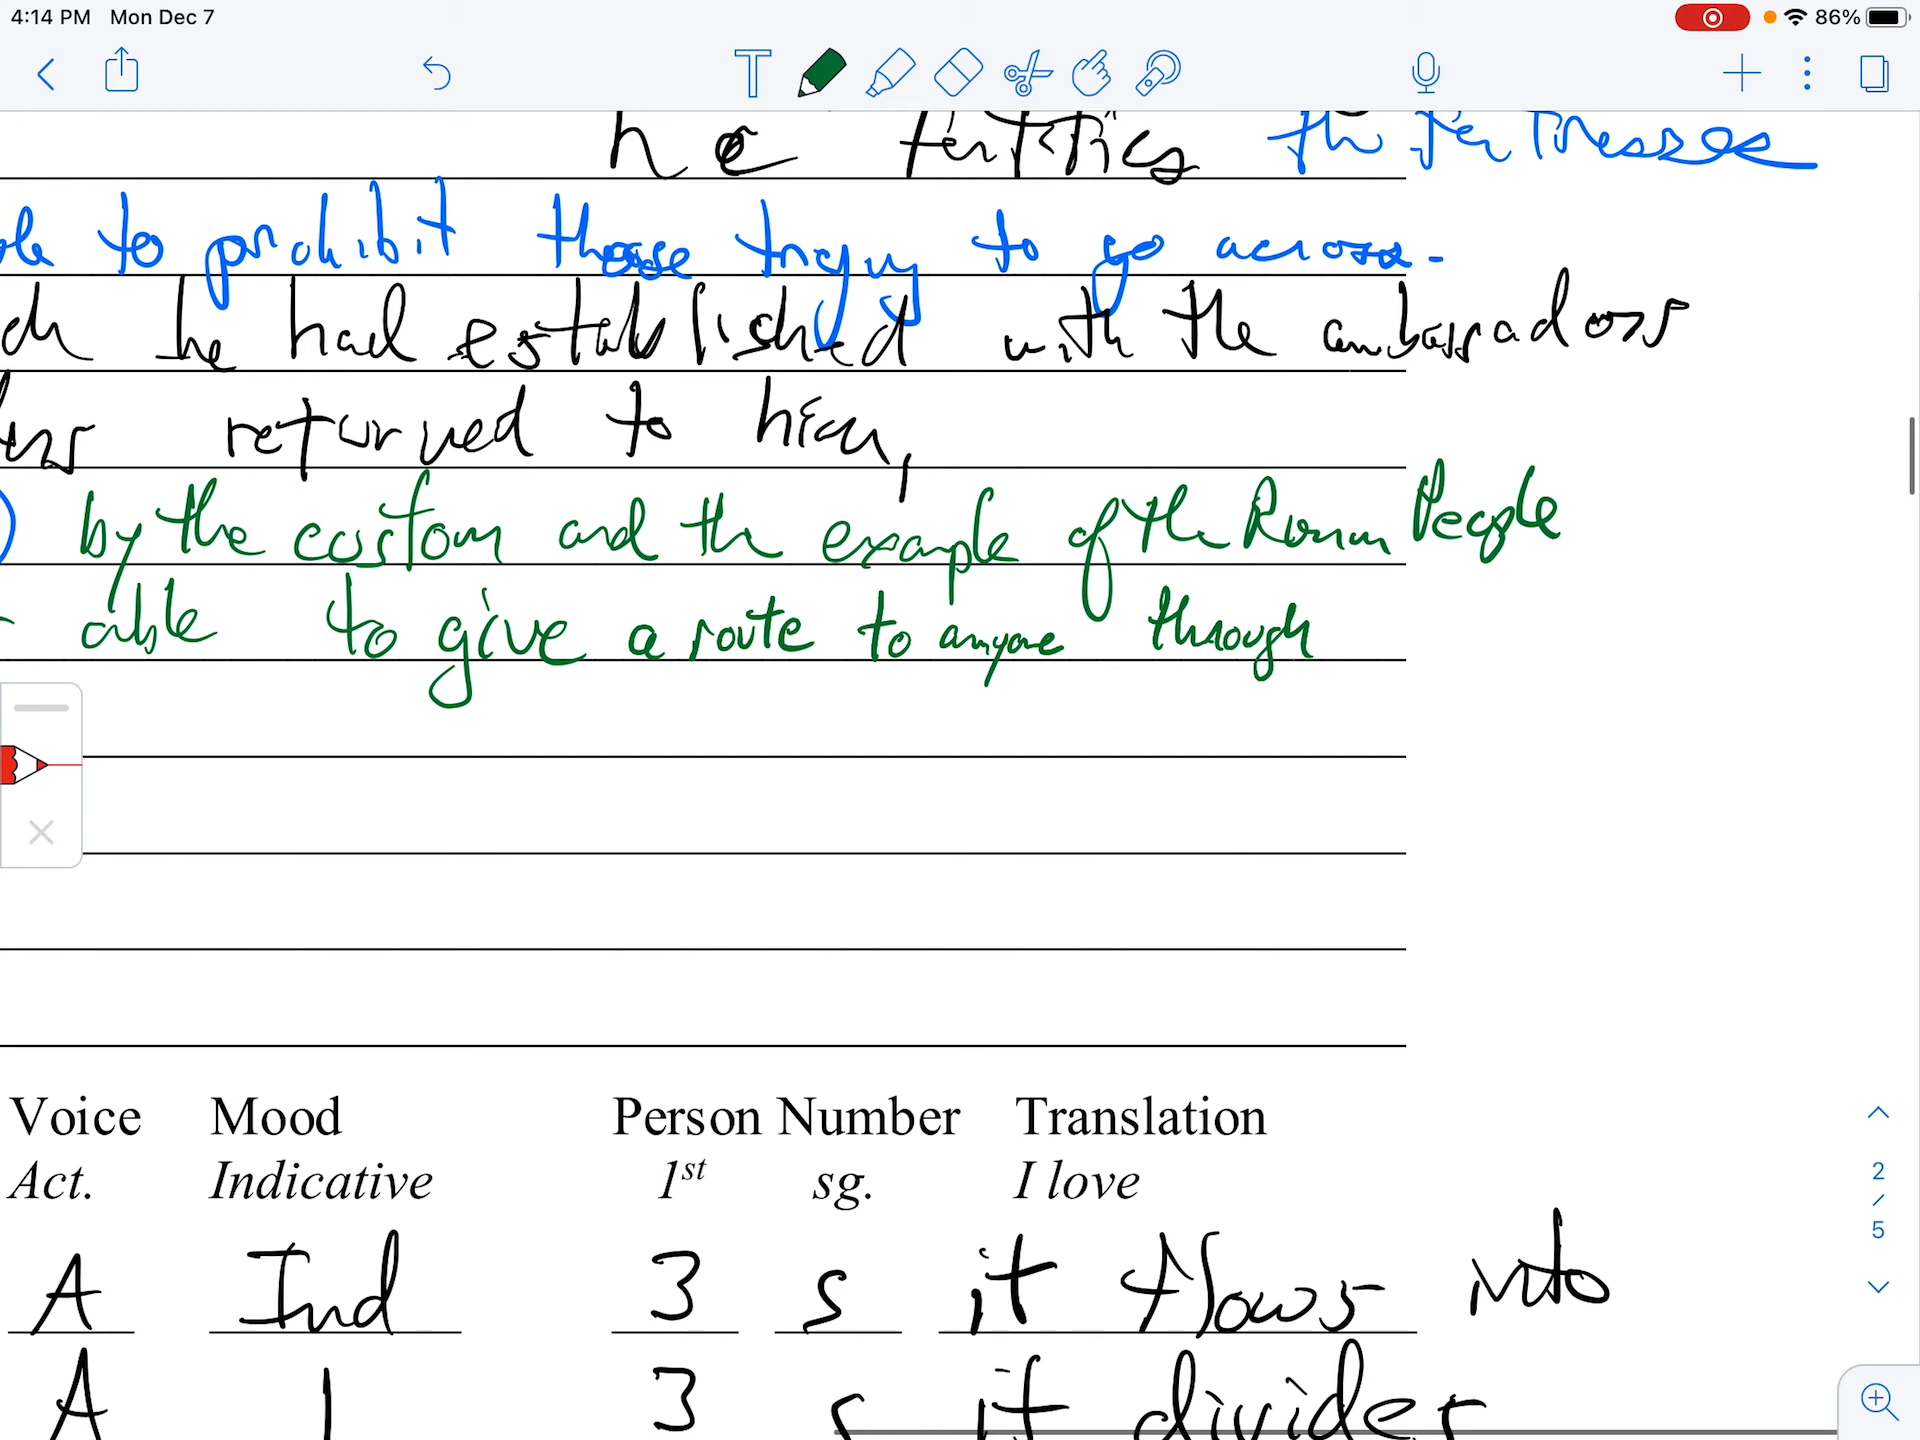 4:14 PM Mon Dec 7 86%
T
he fortifies the fortresses
to prohibit those trying to go across.
he had established with the ambassadors
returned to him,
by the custom and the example of the Roman People
able to give a route to anyone through
Voice Mood Person Number Translation
Act. Indicative 1st sg. I love
A Ind 3 s it flows into
A I 3 s it divides
2
/
5